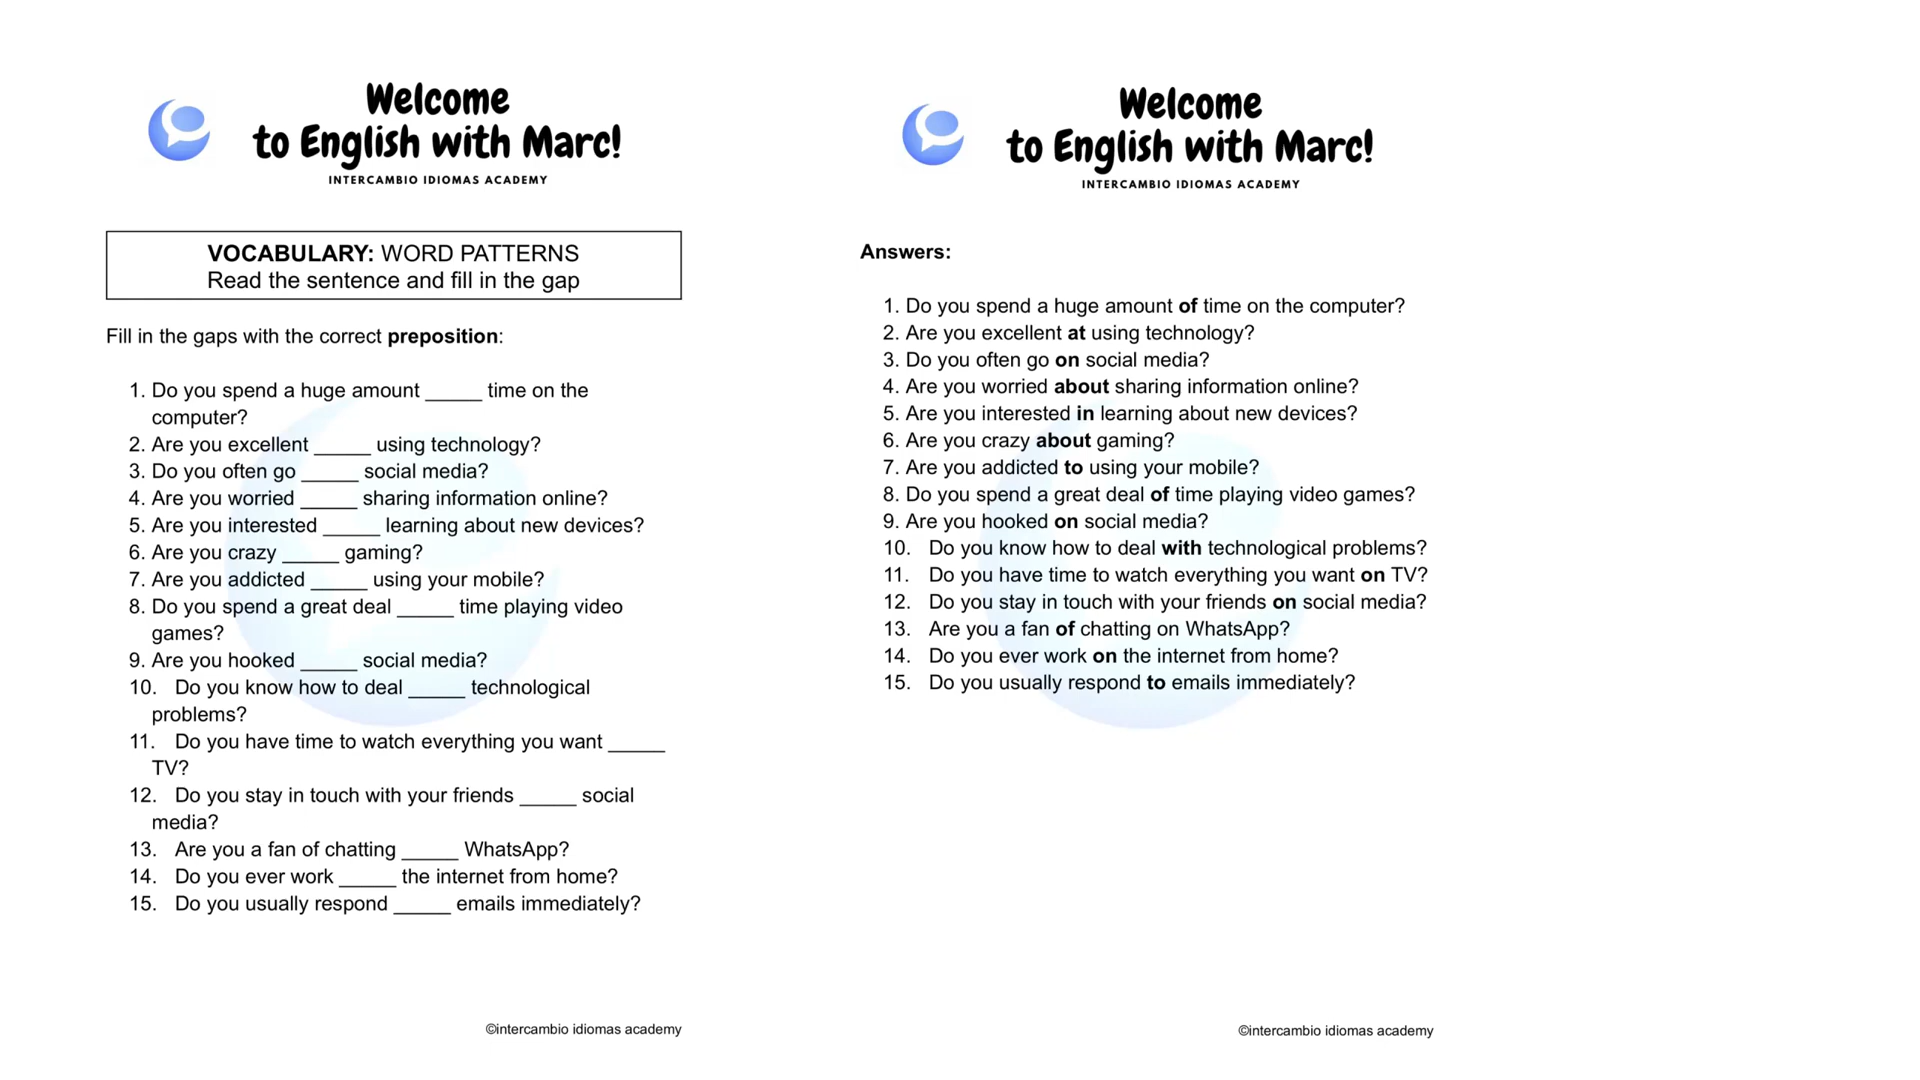 Welcome
to English with Marc!
INTERCAMBIO IDIOMAS ACADEMY
VOCABULARY: WORD PATTERNS
Read the sentence and fill in the gap
Fill in the gaps with the correct preposition:
1. Do you spend a huge amount _____ time on the
computer?
2. Are you excellent _____ using technology?
3. Do you often go _____ social media?
4. Are you worried _____ sharing information online?
5. Are you interested _____ learning about new devices?
6. Are you crazy _____ gaming?
7. Are you addicted _____ using your mobile?
8. Do you spend a great deal _____ time playing video
games?
9. Are you hooked _____ social media?
10. Do you know how to deal _____ technological
problems?
11. Do you have time to watch everything you want _____
TV?
12. Do you stay in touch with your friends _____ social
media?
13. Are you a fan of chatting _____ WhatsApp?
14. Do you ever work _____ the internet from home?
15. Do you usually respond _____ emails immediately?
©intercambio idiomas academy
Welcome
to English with Marc!
INTERCAMBIO IDIOMAS ACADEMY
Answers:
1. Do you spend a huge amount of time on the computer?
2. Are you excellent at using technology?
3. Do you often go on social media?
4. Are you worried about sharing information online?
5. Are you interested in learning about new devices?
6. Are you crazy about gaming?
7. Are you addicted to using your mobile?
8. Do you spend a great deal of time playing video games?
9. Are you hooked on social media?
10. Do you know how to deal with technological problems?
11. Do you have time to watch everything you want on TV?
12. Do you stay in touch with your friends on social media?
13. Are you a fan of chatting on WhatsApp?
14. Do you ever work on the internet from home?
15. Do you usually respond to emails immediately?
©intercambio idiomas academy